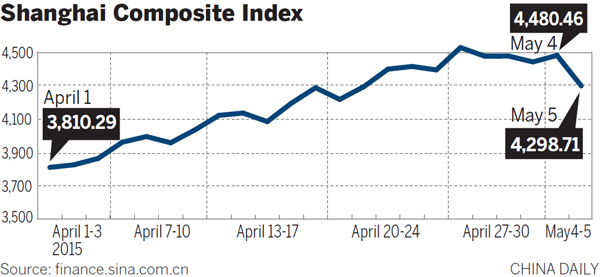 Shanghai Composite Index
4,480.46
May 4
4,500
4,300
4,100
3,900
3,700
3,500
April 1
3,810.29
May 5
4,298.71
April 1-3
2015
April 7-10
April 13-17
April 20-24
April 27-30
May4-5
Source: finance.sina.com.cn
CHINA DAILY